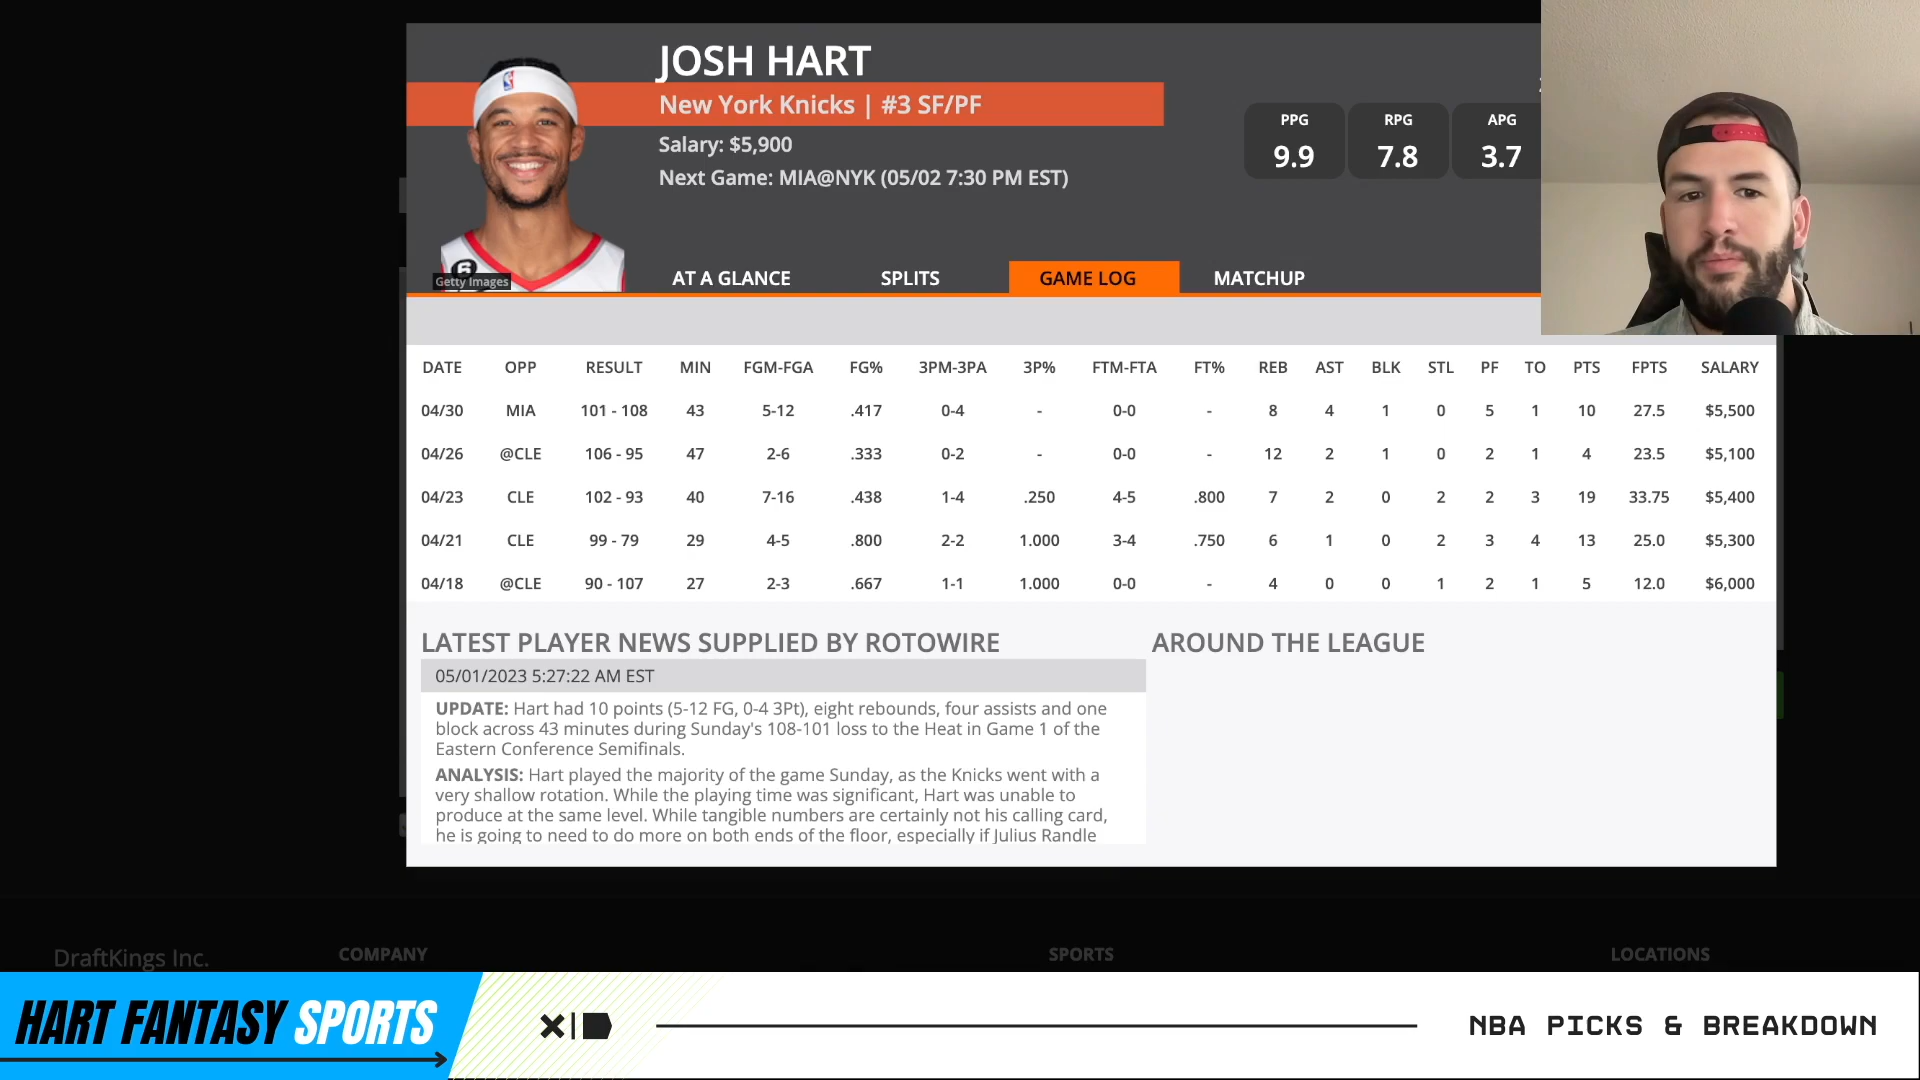 JOSH HART
New York Knicks | #3 SF/PF
Salary: $5,900
Next Game: MIA@NYK (05/02 7:30 PM EST)
PPG RPG APG
9.9 7.8 3.7
Getty Images
AT A GLANCE SPLITS GAME LOG MATCHUP
DATE OPP RESULT MIN FGM-FGA FG% 3PM-3PA 3P% FTM-FTA FT% REB AST BLK STL PF TO PTS FPTS SALARY
04/30 MIA 101 - 108 43 5-12 .417 0-4 - 0-0 - 8 4 1 0 5 1 10 27.5 $5,500
04/26 @CLE 106 - 95 47 2-6 .333 0-2 - 0-0 - 12 2 1 0 2 1 4 23.5 $5,100
04/23 CLE 102 - 93 40 7-16 .438 1-4 .250 4-5 .800 7 2 0 2 2 3 19 33.75 $5,400
04/21 CLE 99 - 79 29 4-5 .800 2-2 1.000 3-4 .750 6 1 0 2 3 4 13 25.0 $5,300
04/18 @CLE 90 - 107 27 2-3 .667 1-1 1.000 0-0 - 4 0 0 1 2 1 5 12.0 $6,000
LATEST PLAYER NEWS SUPPLIED BY ROTOWIRE
AROUND THE LEAGUE
05/01/2023 5:27:22 AM EST
UPDATE: Hart had 10 points (5-12 FG, 0-4 3Pt), eight rebounds, four assists and one
block across 43 minutes during Sunday's 108-101 loss to the Heat in Game 1 of the
Eastern Conference Semifinals.
ANALYSIS: Hart played the majority of the game Sunday, as the Knicks went with a
very shallow rotation. While the playing time was significant, Hart was unable to
produce at the same level. While tangible numbers are certainly not his calling card,
he is going to need to do more on both ends of the floor, especially if Julius Randle
DraftKings Inc. COMPANY SPORTS LOCATIONS
HART FANTASY SPORTS
NBA PICKS & BREAKDOWN